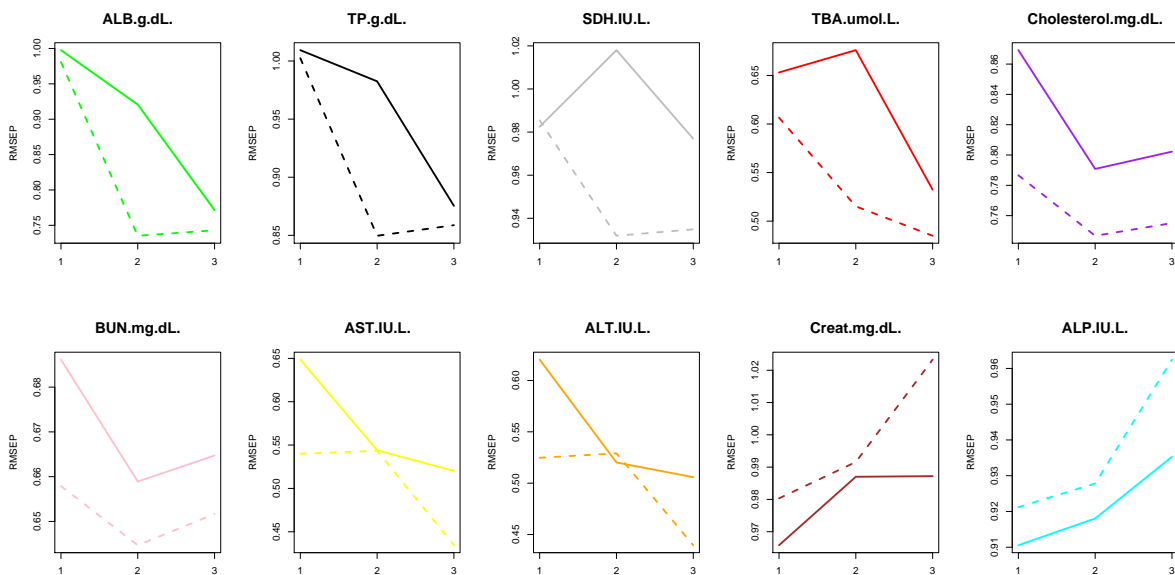 ALB.g.dL. TP.g.dL. SDH.IU.L. TBA.umol.L. Cholesterol.mg.dL.
RMSEP
0.75 0.80 0.85 0.90 0.95 1.00
1 2 3
RMSEP
0.85 0.90 0.95 1.00
1 2 3
RMSEP
0.94 0.96 0.98 1.00 1.02
1 2 3
RMSEP
0.50 0.55 0.60 0.65
1 2 3
RMSEP
0.76 0.78 0.80 0.82 0.84 0.86
1 2 3
BUN.mg.dL. AST.IU.L. ALT.IU.L. Creat.mg.dL. ALP.IU.L.
RMSEP
0.65 0.66 0.67 0.68
1 2 3
RMSEP
0.45 0.50 0.55 0.60 0.65
1 2 3
RMSEP
0.45 0.50 0.55 0.60
1 2 3
RMSEP
0.97 0.98 0.99 1.00 1.01 1.02
1 2 3
RMSEP
0.91 0.92 0.93 0.94 0.95 0.96
1 2 3